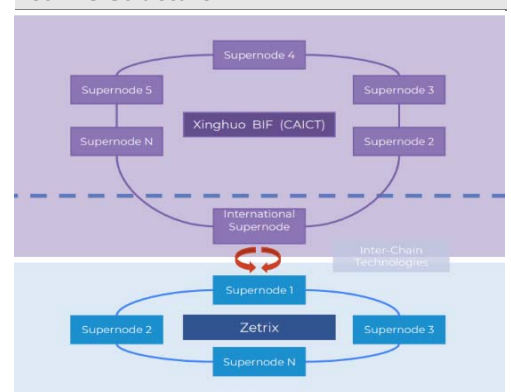 Supernode 4
Supernode 5
Supernode 3
Xinghuo BIF (CAICT)
Supernode N
Supernode 2
International
Supernode
Inter-Chain
Technologies
Supernode 1
Supernode 2
Zetrix
Supernode 3
Supernode N